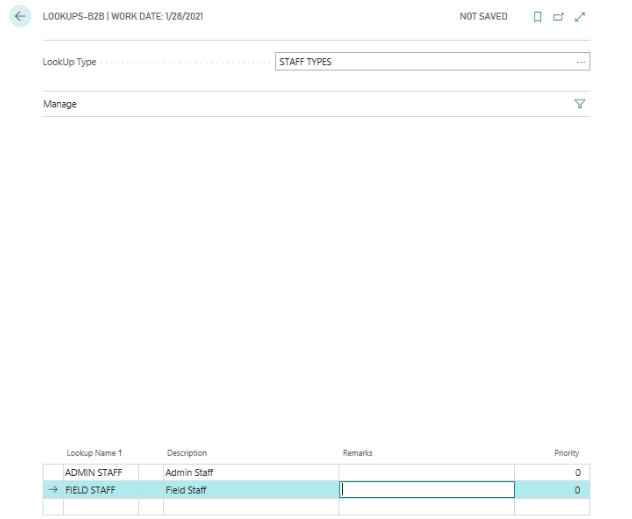 LOOKUPS-B2B | WORK DATE: 1/28/2021 NOT SAVED
LookUp Type STAFF TYPES ...
Manage
Lookup Name ↑ Description Remarks Priority
ADMIN STAFF Admin Staff 0
→ FIELD STAFF Field Staff 0